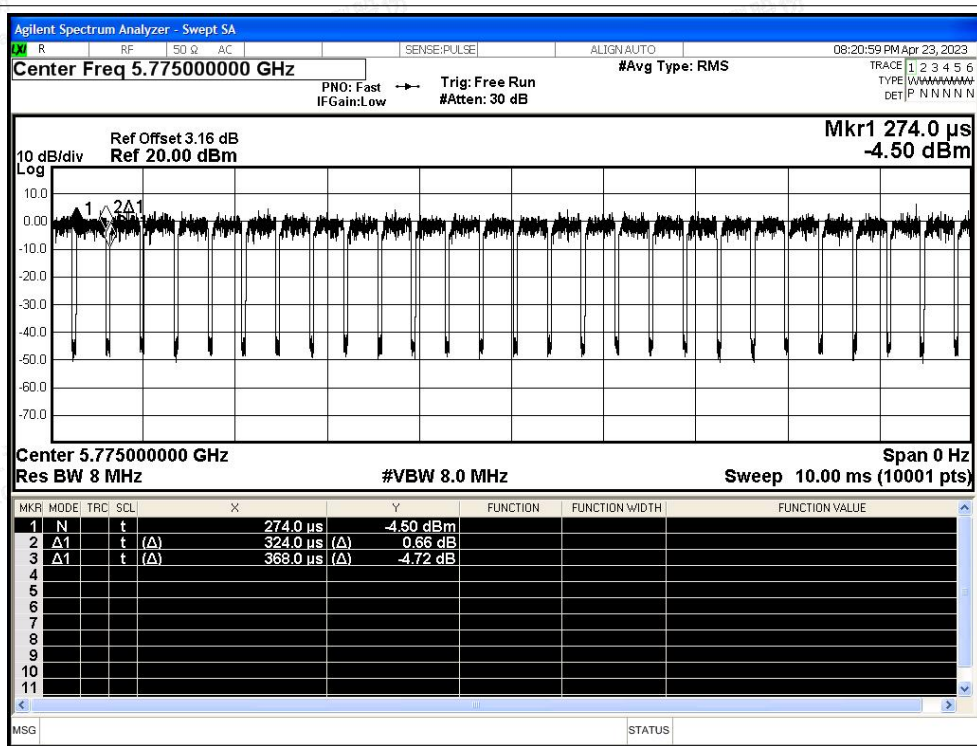 Agilent Spectrum Analyzer - Swept SA
LXI R RF 50 Ω AC SENSE:PULSE ALIGN AUTO 08:20:59 PM Apr 23, 2023
Center Freq 5.775000000 GHz #Avg Type: RMS TRACE 1 2 3 4 5 6
PNO: Fast Trig: Free Run TYPE WWWWWW
IFGain:Low #Atten: 30 dB DET P N N N N N
Mkr1 274.0 µs
Ref Offset 3.16 dB
10 dB/div Ref 20.00 dBm -4.50 dBm
Log
10.0
1 2Δ1
0.00
-10.0
-20.0
-30.0
-40.0
-50.0
-60.0
-70.0
Center 5.775000000 GHz Span 0 Hz
Res BW 8 MHz #VBW 8.0 MHz Sweep 10.00 ms (10001 pts)
MKR MODE TRC SCL X Y FUNCTION FUNCTION WIDTH FUNCTION VALUE
1 N t 274.0 µs -4.50 dBm
2 Δ1 t (Δ) 324.0 µs (Δ) 0.66 dB
3 Δ1 t (Δ) 368.0 µs (Δ) -4.72 dB
4
5
6
7
8
9
10
11
MSG STATUS